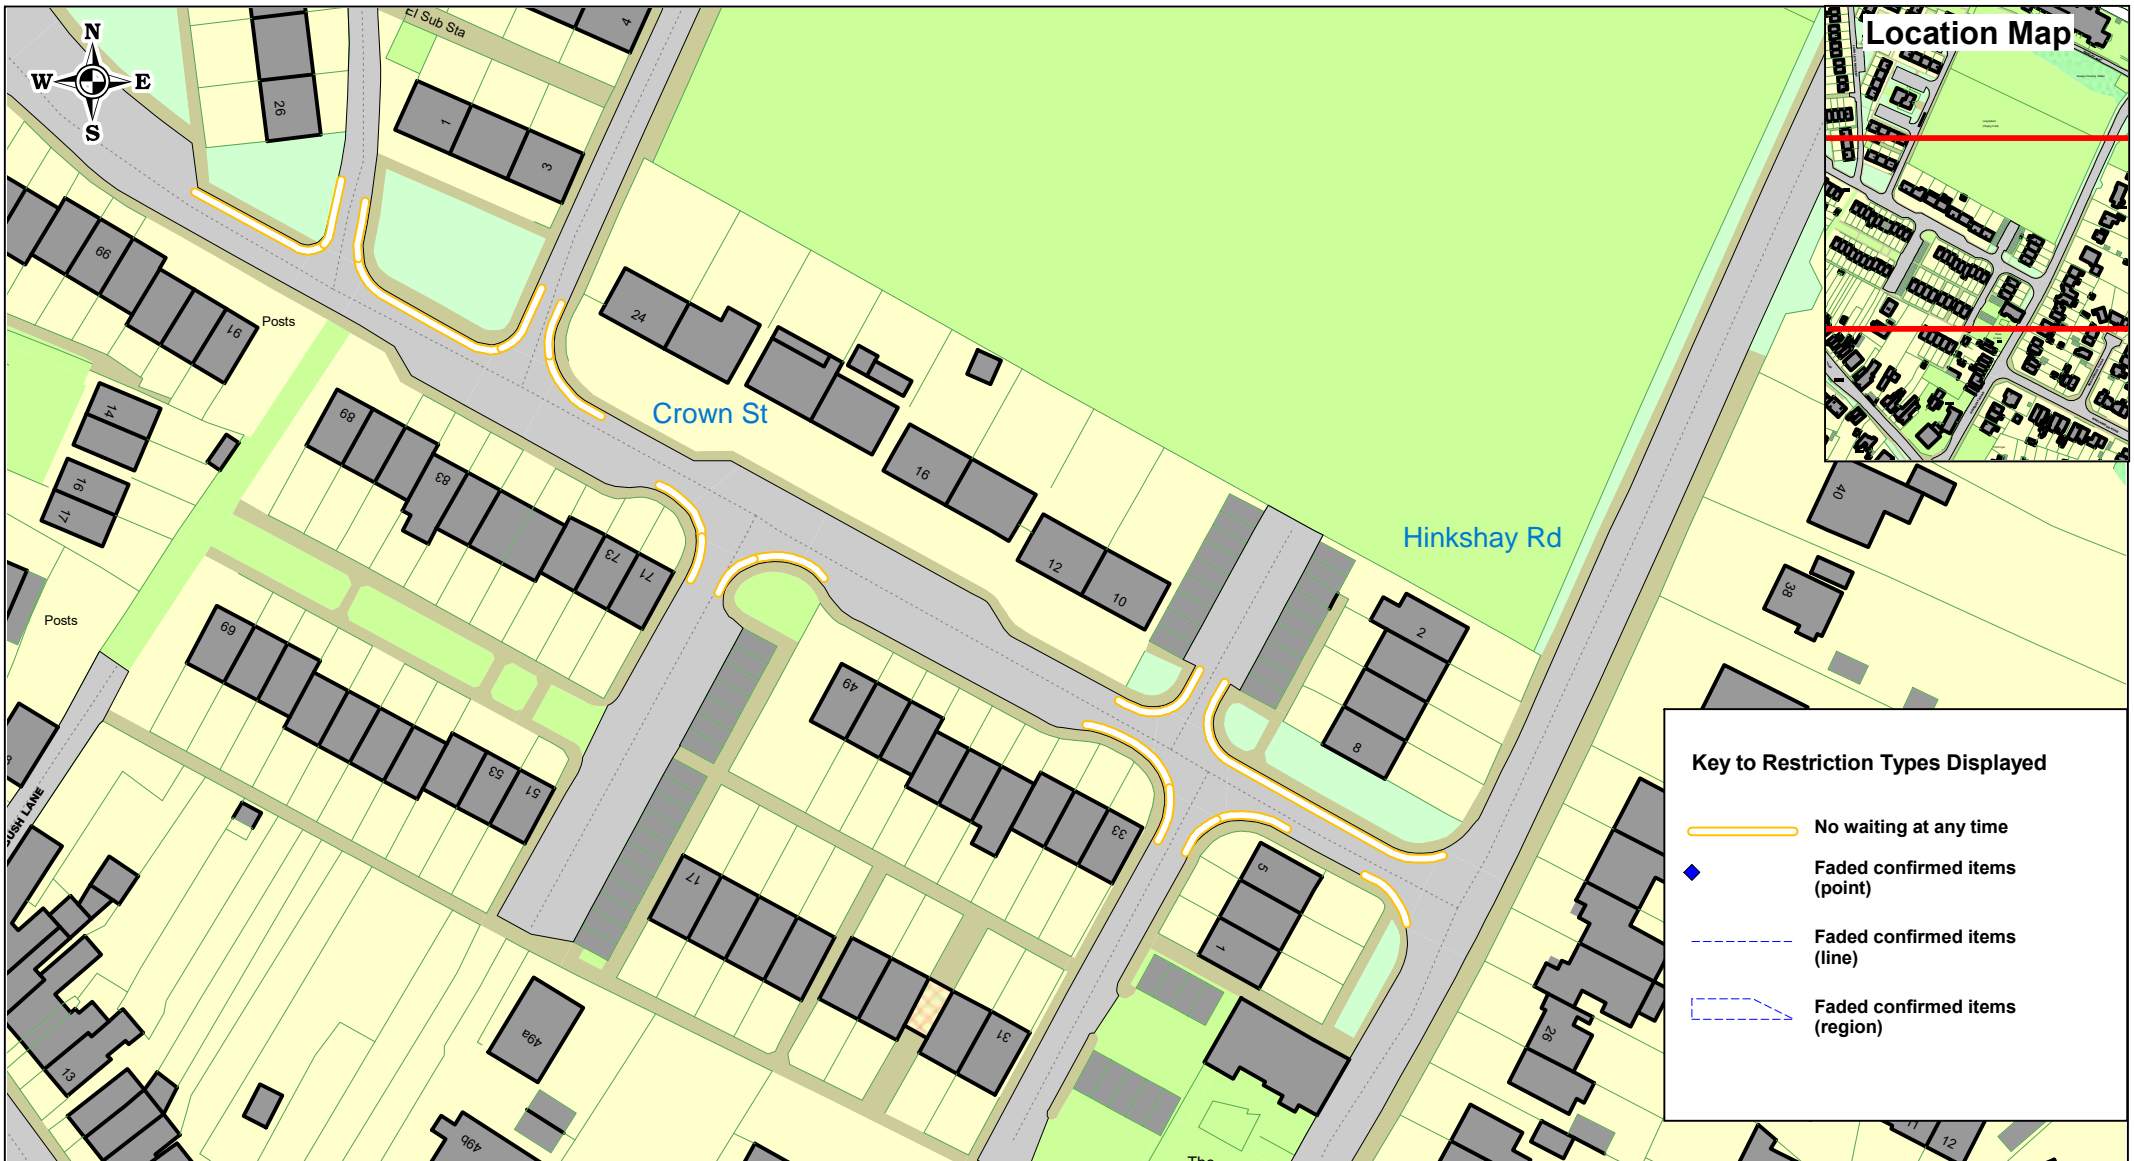 N
W
E
S
El Sub Sta
4
Location Map
26
1
3
66
91
Posts
24
Crown St
14
16
17
89
83
73
71
16
12
10
Hinkshay Rd
2
8
40
38
Posts
69
53
51
49
33
17
31
5
1
49a
49b
13
26
11
12
Key to Restriction Types Displayed
No waiting at any time
Faded confirmed items
(point)
Faded confirmed items
(line)
Faded confirmed items
(region)